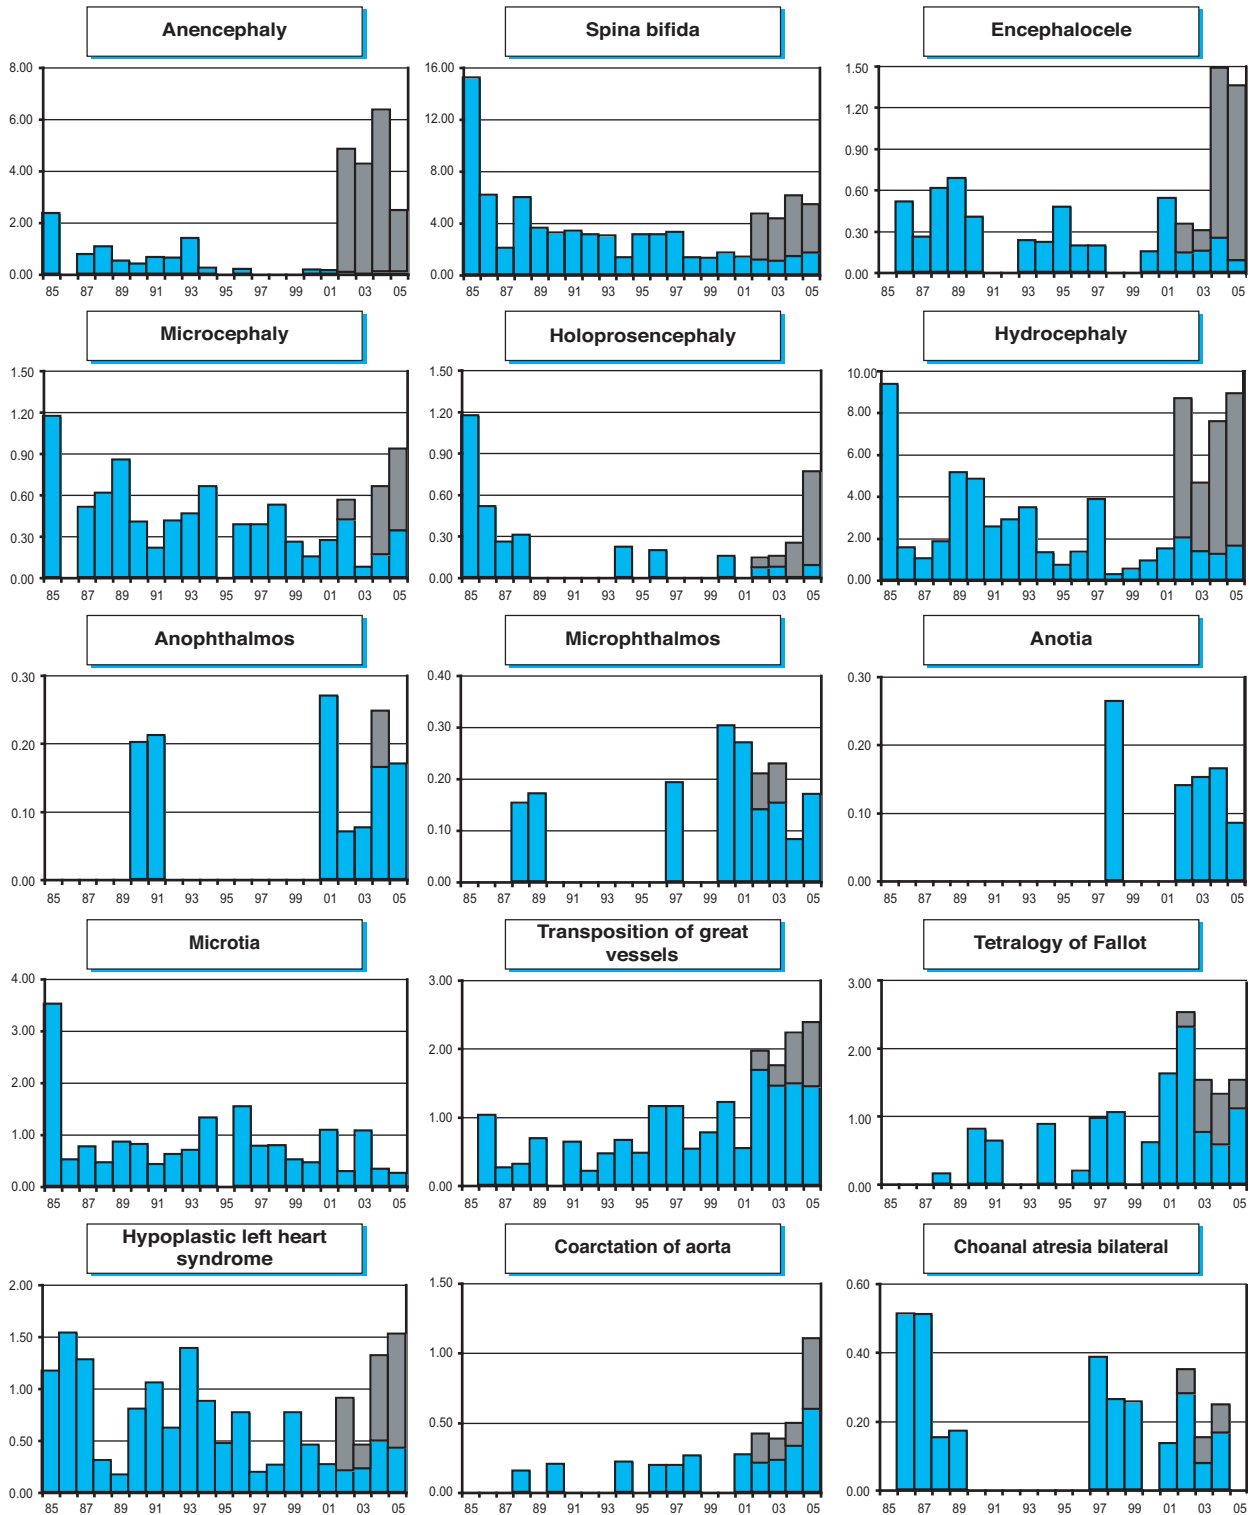 Anencephaly
8.00
6.00
4.00
2.00
0.00
85 87 89 91 93 95 97 99 01 03 05
Spina bifida
16.00
12.00
8.00
4.00
0.00
85 87 89 91 93 95 97 99 01 03 05
Encephalocele
1.50
1.20
0.90
0.60
0.30
0.00
85 87 89 91 93 95 97 99 01 03 05
Microcephaly
1.50
1.20
0.90
0.60
0.30
0.00
85 87 89 91 93 95 97 99 01 03 05
Holoprosencephaly
1.50
1.20
0.90
0.60
0.30
0.00
85 87 89 91 93 95 97 99 01 03 05
Hydrocephaly
10.00
8.00
6.00
4.00
2.00
0.00
85 87 89 91 93 95 97 99 01 03 05
Anophthalmos
0.30
0.20
0.10
0.00
85 87 89 91 93 95 97 99 01 03 05
Microphthalmos
0.40
0.30
0.20
0.10
0.00
85 87 89 91 93 95 97 99 01 03 05
Anotia
0.30
0.20
0.10
0.00
85 87 89 91 93 95 97 99 01 03 05
Microtia
4.00
3.00
2.00
1.00
0.00
85 87 89 91 93 95 97 99 01 03 05
Transposition of great
vessels
3.00
2.00
1.00
0.00
85 87 89 91 93 95 97 99 01 03 05
Tetralogy of Fallot
3.00
2.00
1.00
0.00
85 87 89 91 93 95 97 99 01 03 05
Hypoplastic left heart
syndrome
2.00
1.50
1.00
0.50
0.00
85 87 89 91 93 95 97 99 01 03 05
Coarctation of aorta
1.50
1.00
0.50
0.00
85 87 89 91 93 95 97 99 01 03 05
Choanal atresia bilateral
0.60
0.40
0.20
0.00
85 87 89 91 93 95 97 99 01 03 05